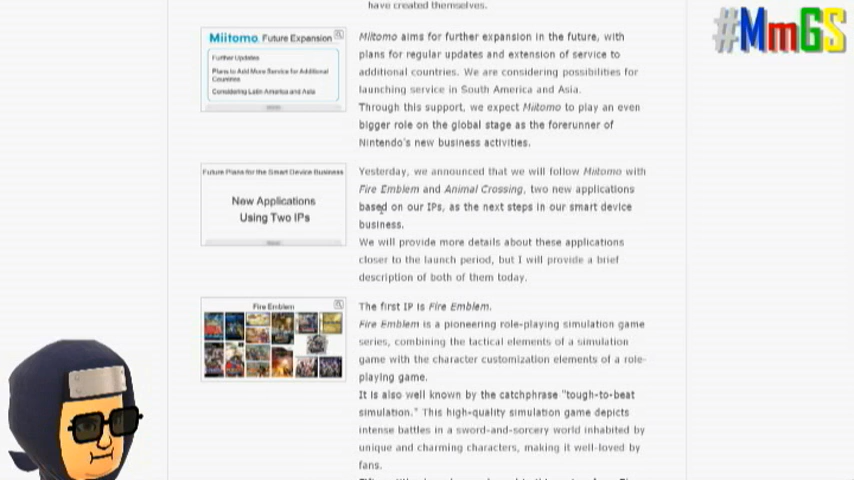 have created themselves.
#MmGS
Miitomo Future Expansion
Further Updates
Plans to Add More Service for Additional
Countries
Considering Latin America and Asia
Miitomo aims for further expansion in the future, with
plans for regular updates and extension of service to
additional countries. We are considering possibilities for
launching service in South America and Asia.
Through this support, we expect Miitomo to play an even
bigger role on the global stage as the forerunner of
Nintendo's new business activities.
Future Plans for the Smart Device Business
New Applications
Using Two IPs
Yesterday, we announced that we will follow Miitomo with
Fire Emblem and Animal Crossing, two new applications
based on our IPs, as the next steps in our smart device
business.
We will provide more details about these applications
closer to the launch period, but I will provide a brief
description of both of them today.
Fire Emblem
The first IP is Fire Emblem.
Fire Emblem is a pioneering role-playing simulation game
series, combining the tactical elements of a simulation
game with the character customization elements of a role-
playing game.
It is also well known by the catchphrase "tough-to-beat
simulation." This high-quality simulation game depicts
intense battles in a sword-and-sorcery world inhabited by
unique and charming characters, making it well-loved by
fans.